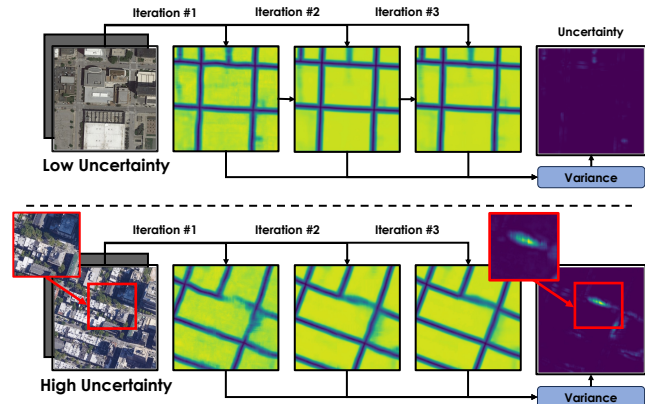 Iteration #1 Iteration #2 Iteration #3 Uncertainty
Low Uncertainty
Variance
Iteration #1 Iteration #2 Iteration #3
High Uncertainty
Variance